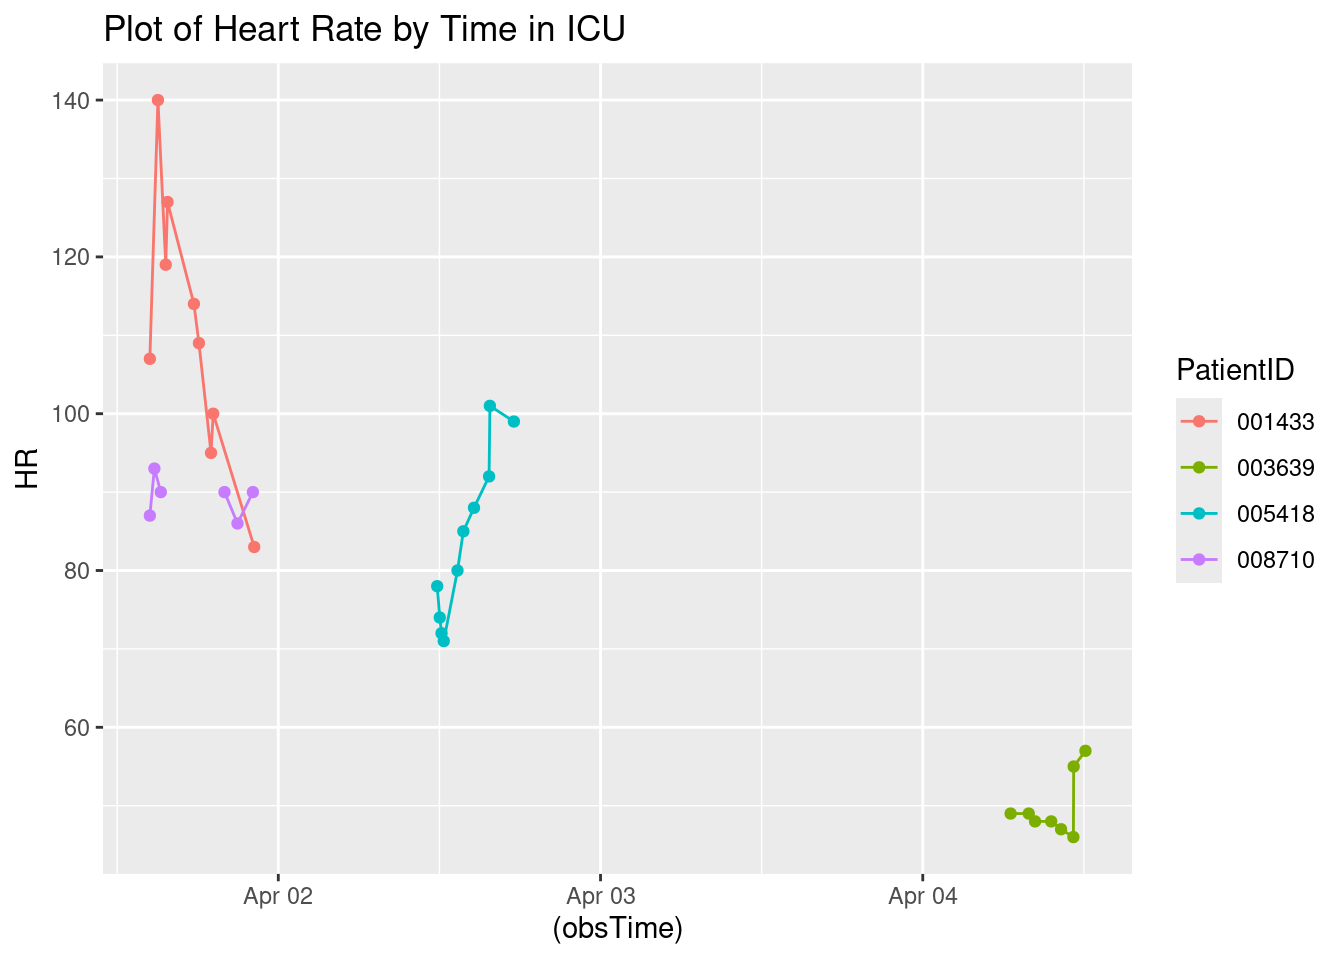 Plot of Heart Rate by Time in ICU
140
120
100
80
60
HR
Apr 02
Apr 03
Apr 04
(obsTime)
PatientID
001433
003639
005418
008710